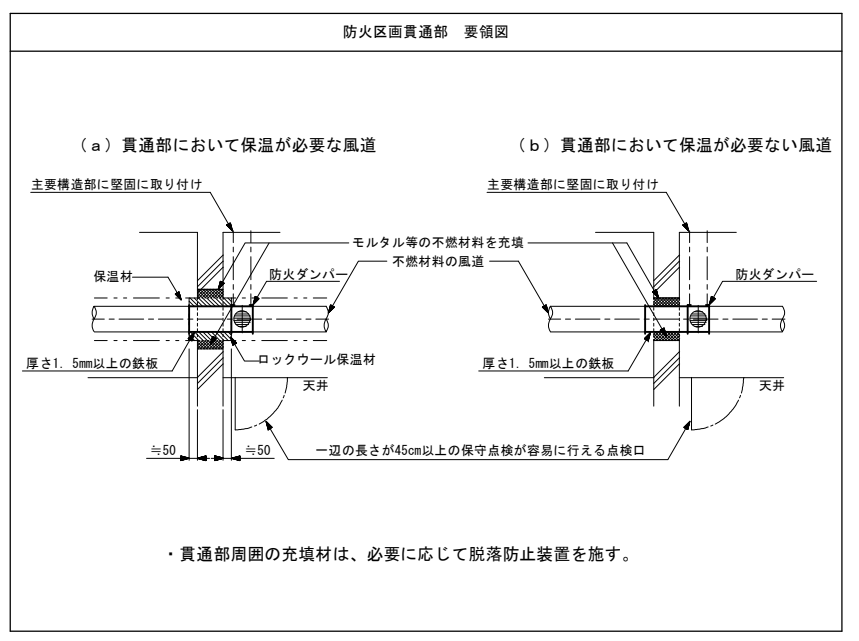 防火区画貫通部 要領図
(a)貫通部において保温が必要な風道
(b)貫通部において保温が必要ない風道
主要構造部に堅固に取り付け
主要構造部に堅固に取り付け
モルタル等の不燃材料を充填
不燃材料の風道
保温材
防火ダンパー
防火ダンパー
厚さ1.5mm以上の鉄板
ロックウール保温材
厚さ1.5mm以上の鉄板
天井
天井
≒50
≒50
一辺の長さが45cm以上の保守点検が容易に行える点検口
・貫通部周囲の充填材は、必要に応じて脱落防止装置を施す。